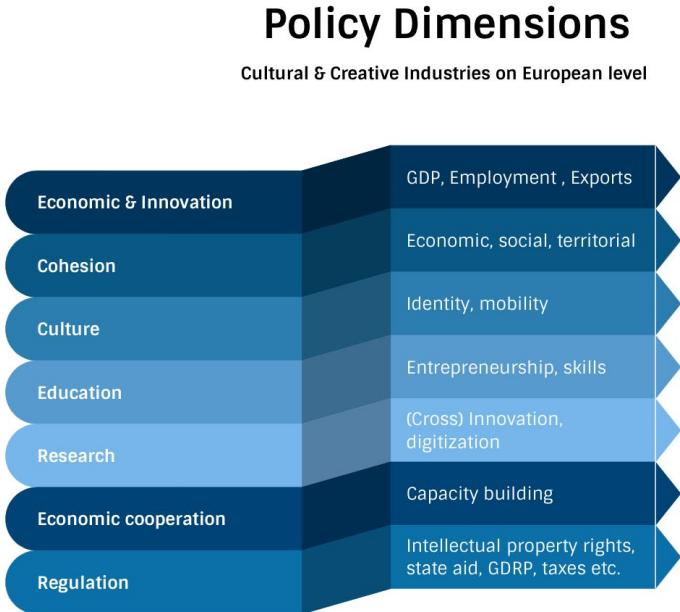 Policy Dimensions
Cultural & Creative Industries on European level
Economic & Innovation
GDP, Employment , Exports
Cohesion
Economic, social, territorial
Culture
Identity, mobility
Education
Entrepreneurship, skills
Research
(Cross) Innovation,
digitization
Economic cooperation
Capacity building
Regulation
Intellectual property rights,
state aid, GDRP, taxes etc.